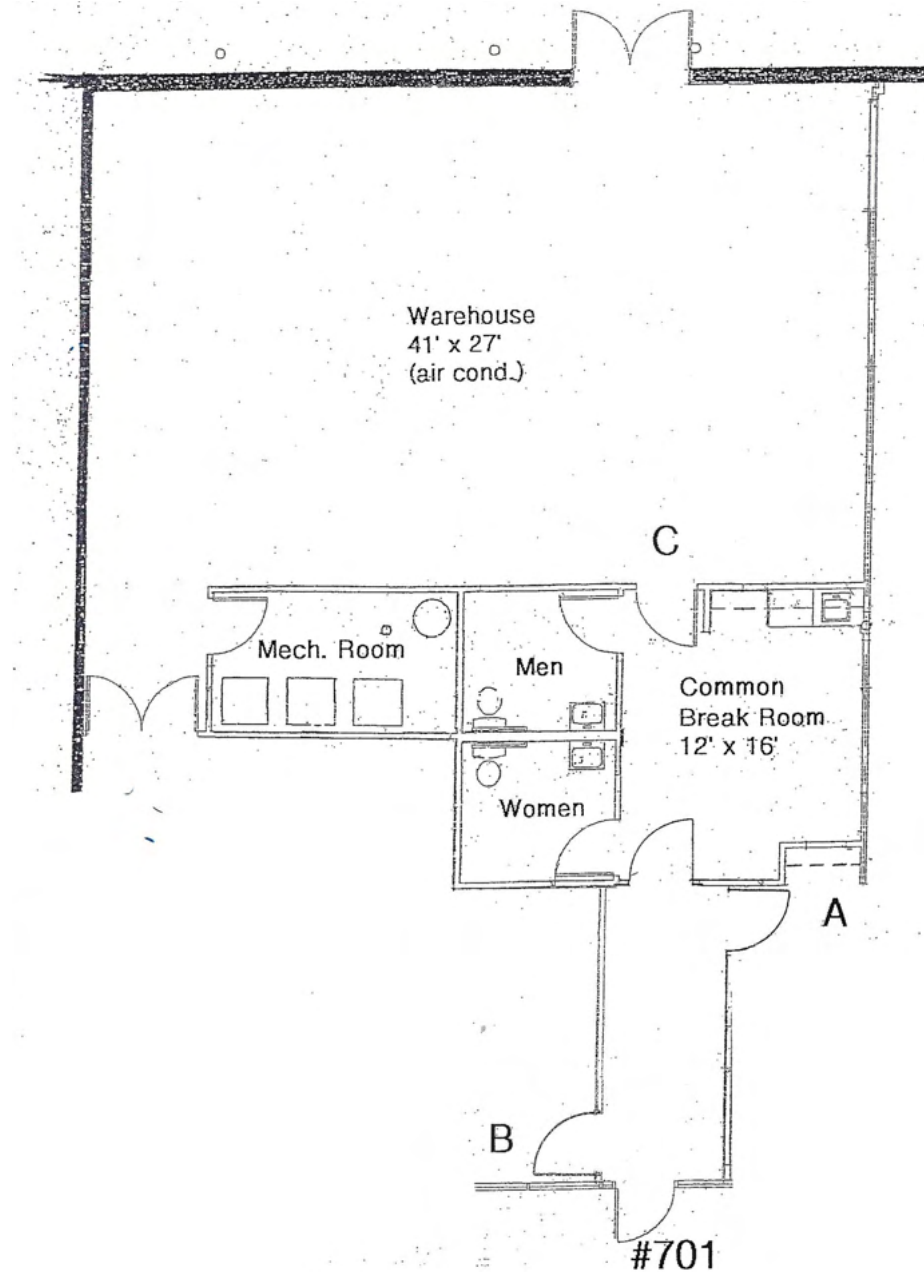 Warehouse
41' x 27'
(air cond.)
C
Mech. Room
Men
Common
Break Room
12' x 16'
Women
A
B
#701